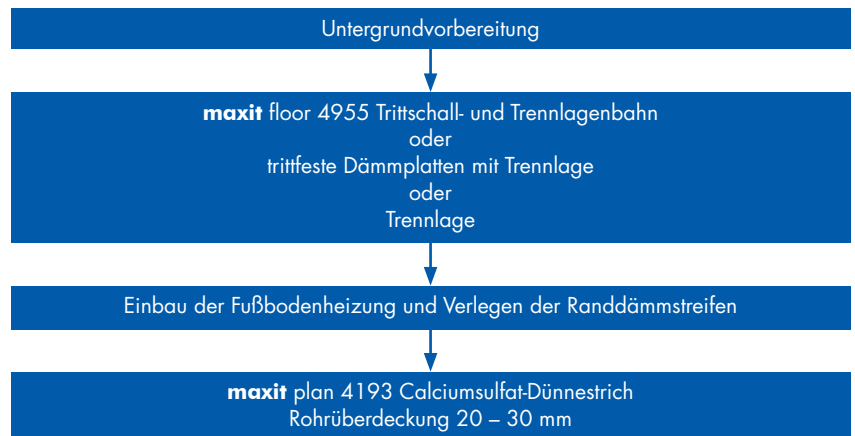 Untergrundvorbereitung
maxit floor 4955 Trittschall- und Trennlagenbahn
oder
trittfeste Dämmplatten mit Trennlage
oder
Trennlage
Einbau der Fußbodenheizung und Verlegen der Randdämmstreifen
maxit plan 4193 Calciumsulfat-Dünnestrich
Rohrüberdeckung 20 – 30 mm